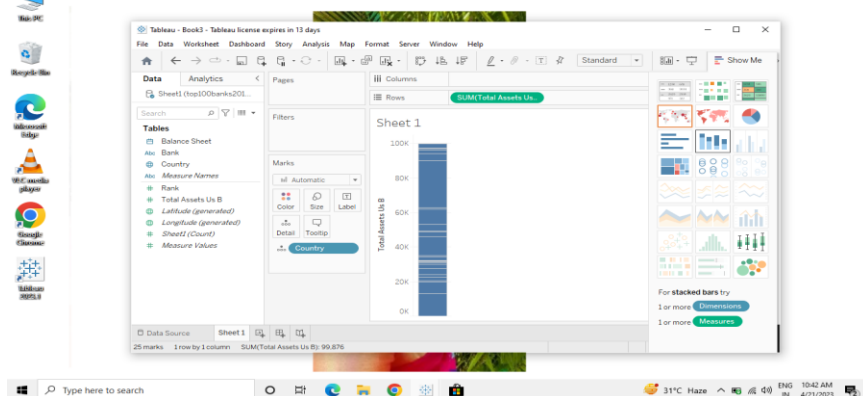 This PC
Tableau - Book3 - Tableau license expires in 13 days
File Data Worksheet Dashboard Story Analysis Map Format Server Window Help
Standard
Show Me
Data Analytics
Pages
Columns
Sheet1 (top100banks201...
Rows
SUM(Total Assets Us..
Recycle Bin
Search
Filters
Sheet 1
Tables
Balance Sheet
Abc Bank
Country
Abc Measure Names
Rank
Total Assets Us B
Latitude (generated)
Longitude (generated)
Sheet1 (Count)
Measure Values
Marks
Automatic
Color Size Label
Detail Tooltip
Country
Total Assets Us B
100K
80K
60K
40K
20K
0K
Microsoft
Edge
VLC media
player
Google
Chrome
Tableau
2023.1
For stacked bars try
1 or more Dimensions
1 or more Measures
Data Source Sheet 1
25 marks 1 row by 1 column SUM(Total Assets Us B): 99,876
Type here to search
31°C Haze
ENG 10:42 AM
IN 4/21/2023